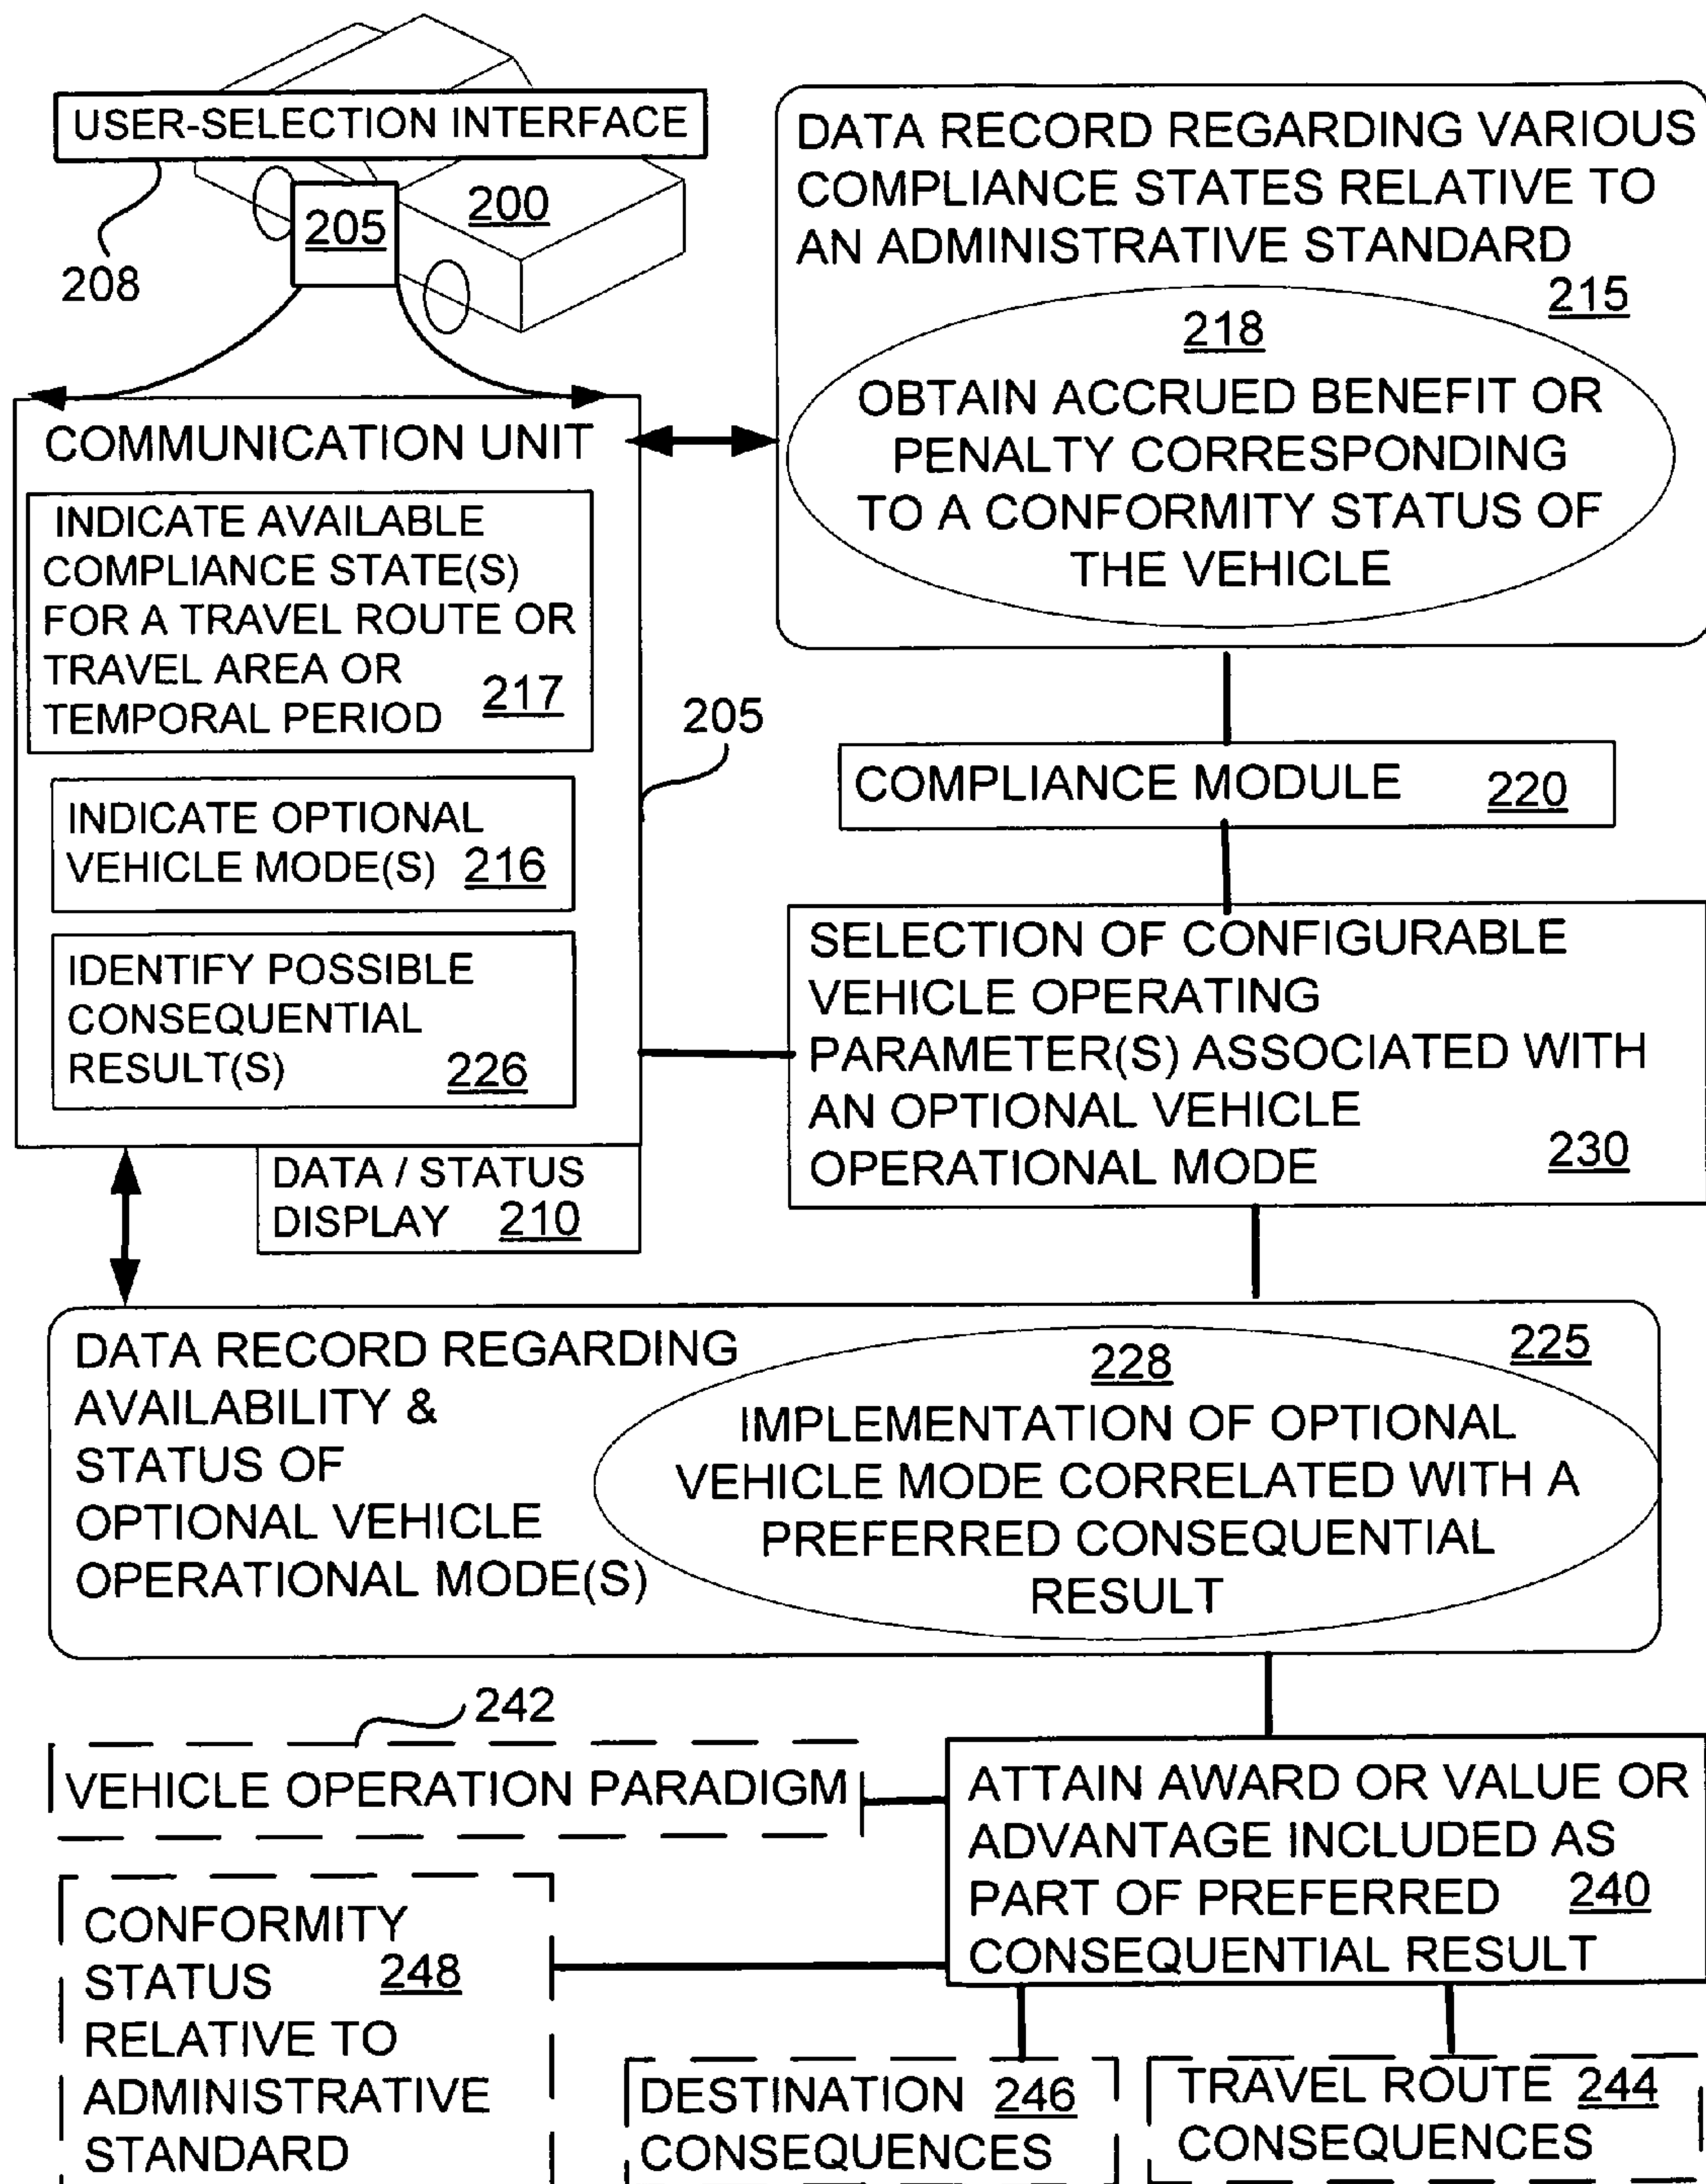 USER-SELECTION INTERFACE
200
205
208
DATA RECORD REGARDING VARIOUS
COMPLIANCE STATES RELATIVE TO
AN ADMINISTRATIVE STANDARD
215
218
OBTAIN ACCRUED BENEFIT OR
PENALTY CORRESPONDING
TO A CONFORMITY STATUS OF
THE VEHICLE
COMMUNICATION UNIT
INDICATE AVAILABLE
COMPLIANCE STATE(S)
FOR A TRAVEL ROUTE OR
TRAVEL AREA OR
TEMPORAL PERIOD 217
205
INDICATE OPTIONAL
VEHICLE MODE(S) 216
IDENTIFY POSSIBLE
CONSEQUENTIAL
RESULT(S) 226
DATA / STATUS
DISPLAY 210
COMPLIANCE MODULE 220
SELECTION OF CONFIGURABLE
VEHICLE OPERATING
PARAMETER(S) ASSOCIATED WITH
AN OPTIONAL VEHICLE
OPERATIONAL MODE 230
DATA RECORD REGARDING
AVAILABILITY &
STATUS OF
OPTIONAL VEHICLE
OPERATIONAL MODE(S)
225
228
IMPLEMENTATION OF OPTIONAL
VEHICLE MODE CORRELATED WITH A
PREFERRED CONSEQUENTIAL
RESULT
242
VEHICLE OPERATION PARADIGM
ATTAIN AWARD OR VALUE OR
ADVANTAGE INCLUDED AS
PART OF PREFERRED 240
CONSEQUENTIAL RESULT
CONFORMITY
STATUS 248
RELATIVE TO
ADMINISTRATIVE
STANDARD
DESTINATION 246
CONSEQUENCES
TRAVEL ROUTE 244
CONSEQUENCES